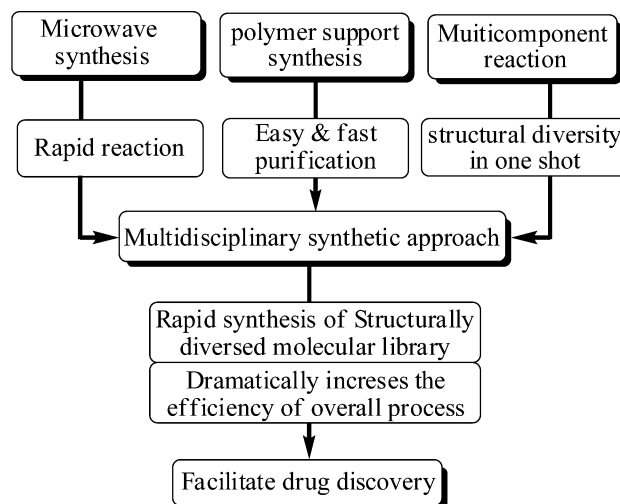 Microwave
synthesis
polymer support
synthesis
Muiticomponent
reaction
Rapid reaction
Easy & fast
purification
structural diversity
in one shot
Multidisciplinary synthetic approach
Rapid synthesis of Structurally
diversed molecular library
Dramatically increses the
efficiency of overall process
Facilitate drug discovery